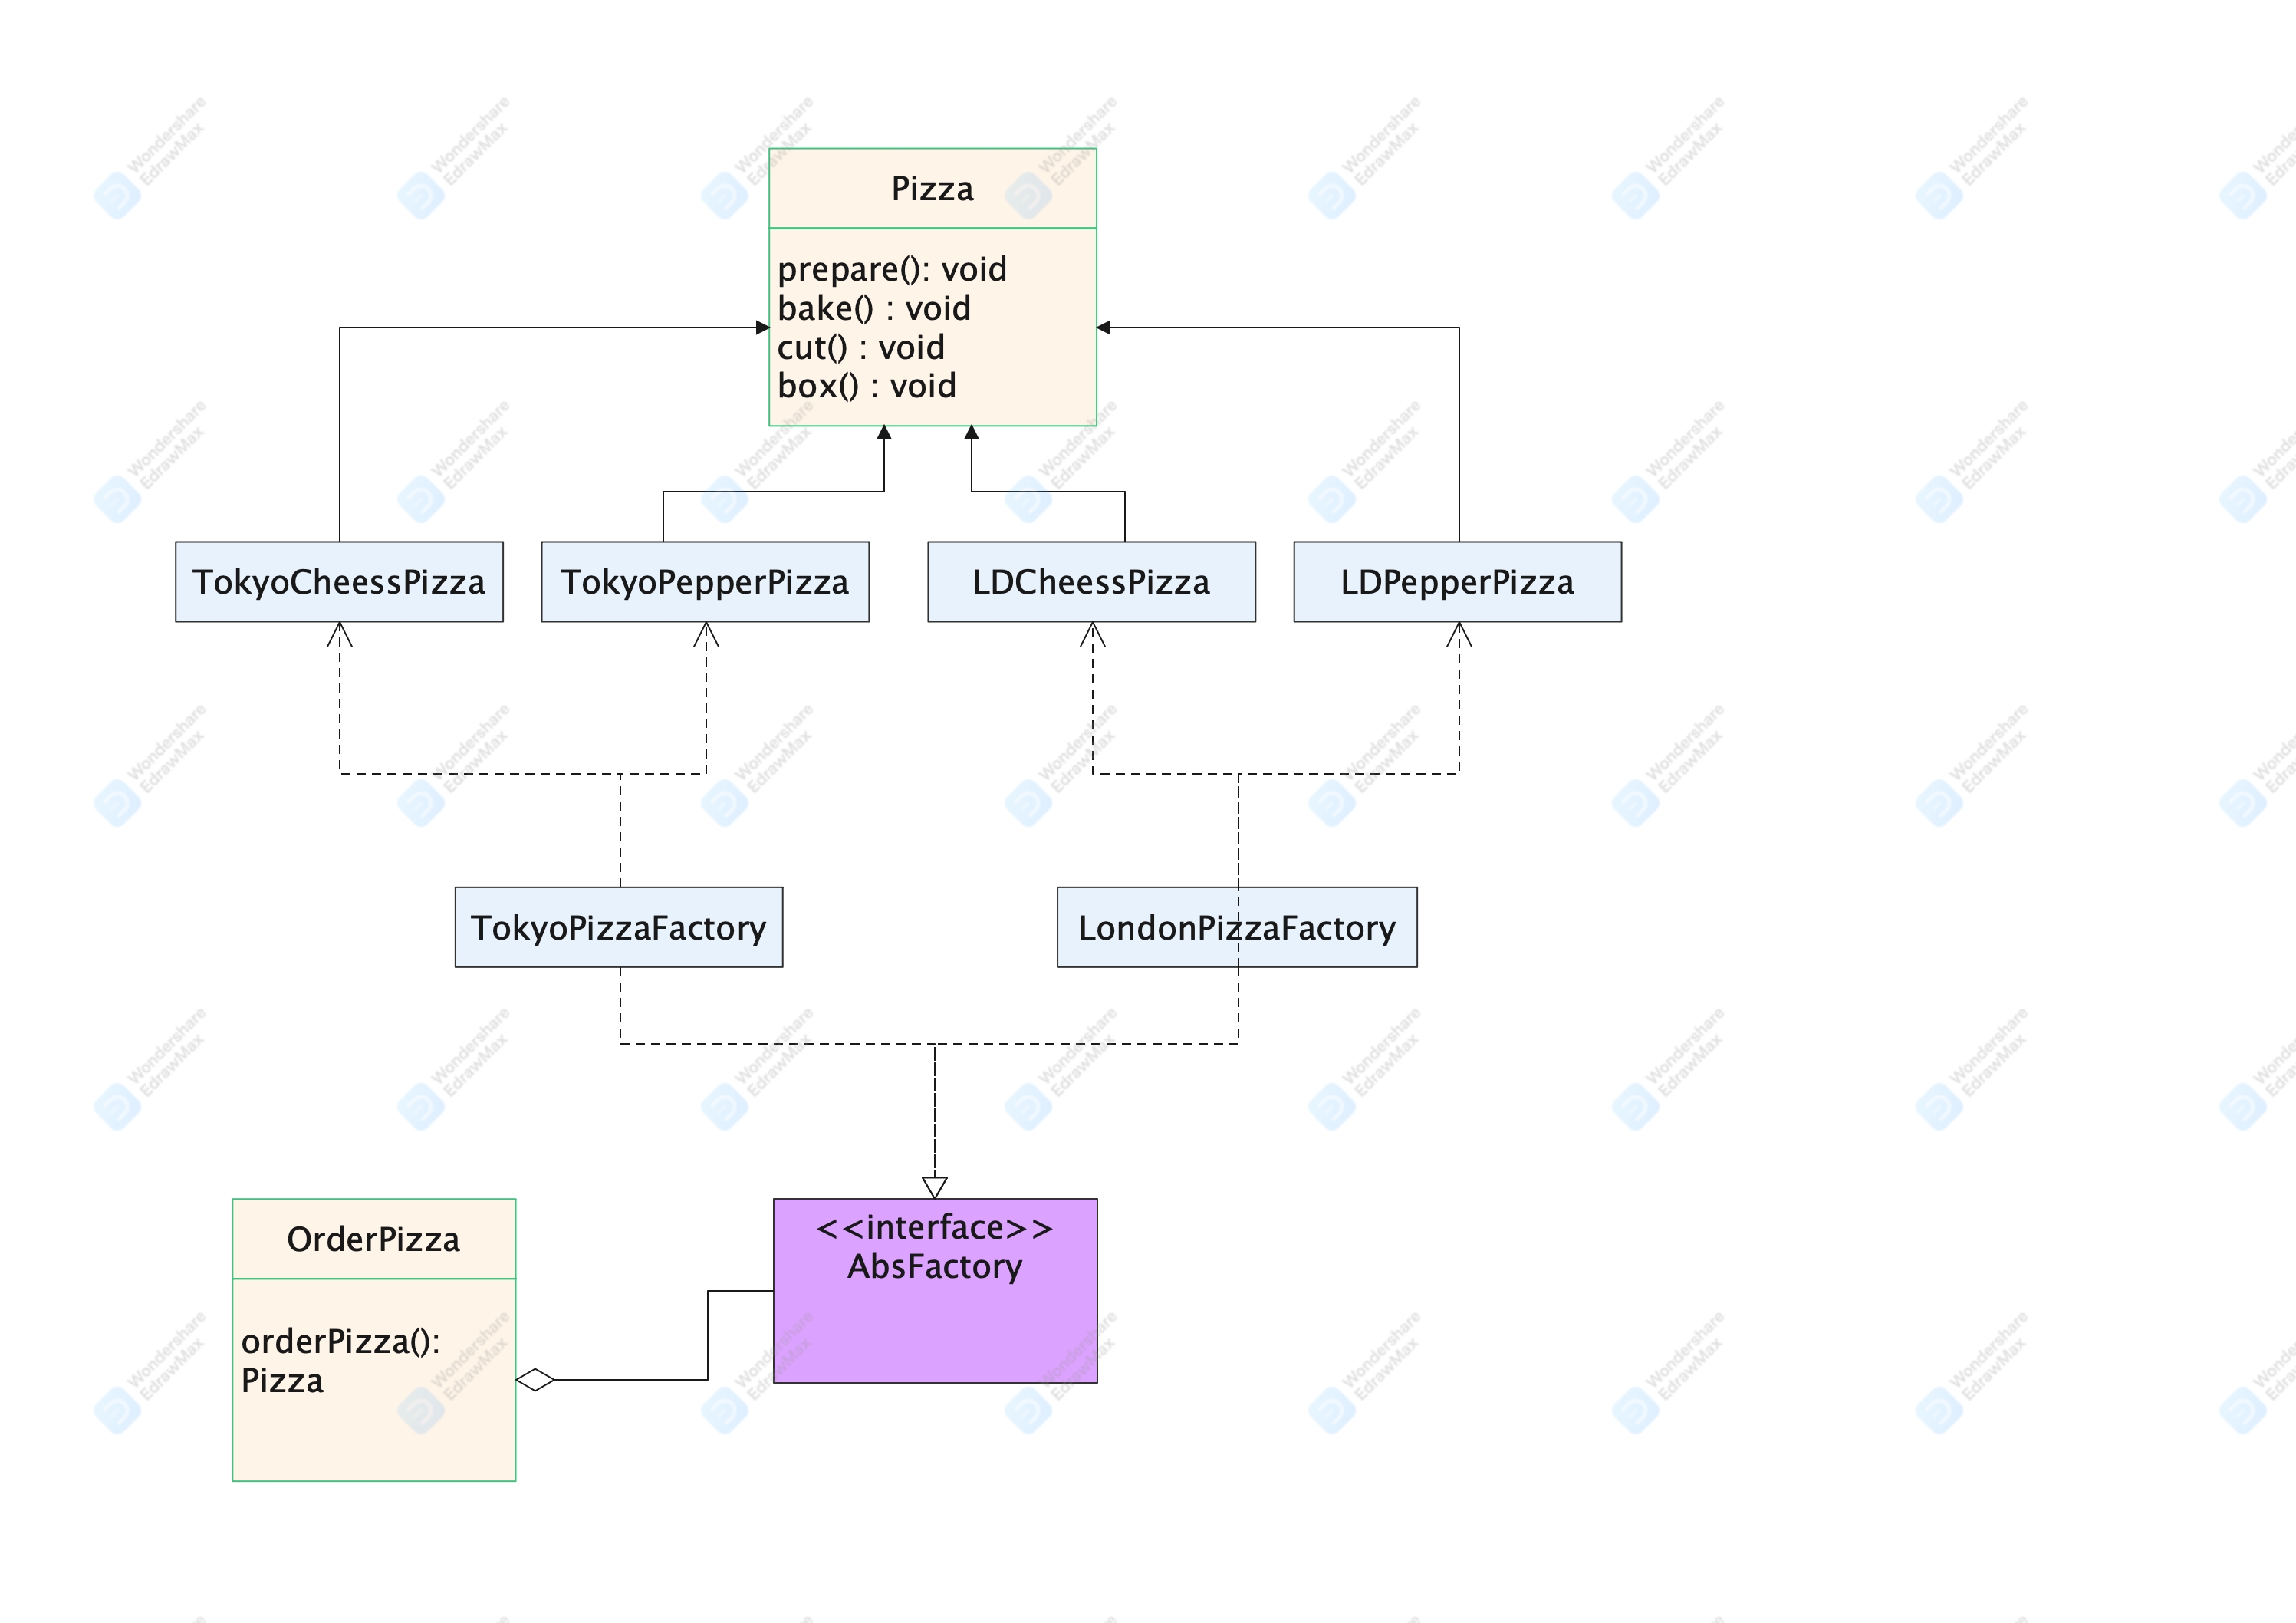 Pizza
prepare(): void
bake() : void
cut() : void
box() : void
TokyoCheessPizza
TokyoPepperPizza
LDCheessPizza
LDPepperPizza
TokyoPizzaFactory
LondonPizzaFactory
OrderPizza
orderPizza():
Pizza
<<interface>>
AbsFactory
Wondershare
EdrawMax